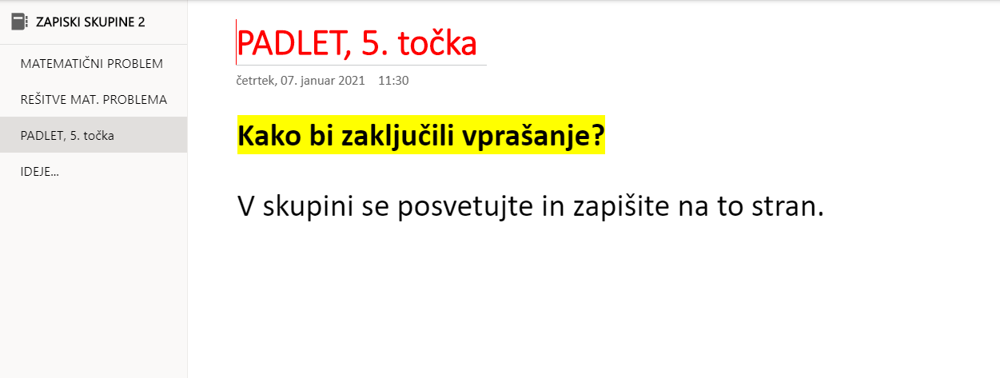 ZAPISKI SKUPINE 2
MATEMATIČNI PROBLEM
REŠITVE MAT. PROBLEMA
PADLET, 5. točka
IDEJE...
PADLET, 5. točka
četrtek, 07. januar 2021 11:30
Kako bi zaključili vprašanje?
V skupini se posvetujte in zapišite na to stran.